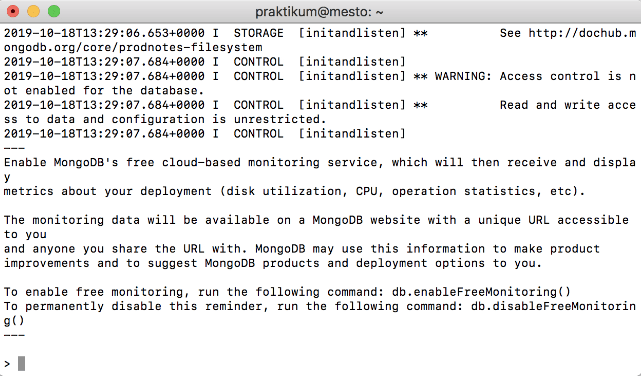 praktikum@mesto: ~
2019-10-18T13:29:06.653+0000 I  STORAGE  [initandlisten] **          See http://dochub.m
ongodb.org/core/prodnotes-filesystem
2019-10-18T13:29:07.684+0000 I  CONTROL  [initandlisten]
2019-10-18T13:29:07.684+0000 I  CONTROL  [initandlisten] ** WARNING: Access control is n
ot enabled for the database.
2019-10-18T13:29:07.684+0000 I  CONTROL  [initandlisten] **          Read and write acce
ss to data and configuration is unrestricted.
2019-10-18T13:29:07.684+0000 I  CONTROL  [initandlisten]
---
Enable MongoDB's free cloud-based monitoring service, which will then receive and displa
y
metrics about your deployment (disk utilization, CPU, operation statistics, etc).

The monitoring data will be available on a MongoDB website with a unique URL accessible
to you
and anyone you share the URL with. MongoDB may use this information to make product
improvements and to suggest MongoDB products and deployment options to you.

To enable free monitoring, run the following command: db.enableFreeMonitoring()
To permanently disable this reminder, run the following command: db.disableFreeMonitorin
g()
---

>